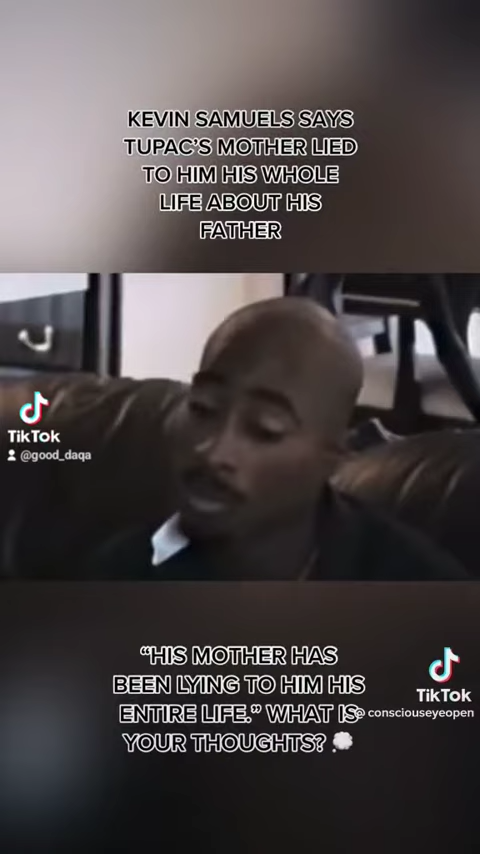 KEVIN SAMUELS SAYS
TUPAC'S MOTHER LIED
TO HIM HIS WHOLE
LIFE ABOUT HIS
FATHER
TikTok
@good_daqa
"HIS MOTHER HAS
BEEN LYING TO HIM HIS
ENTIRE LIFE." WHAT IS
YOUR THOUGHTS? 💭
TikTok
@consciouseyeopen